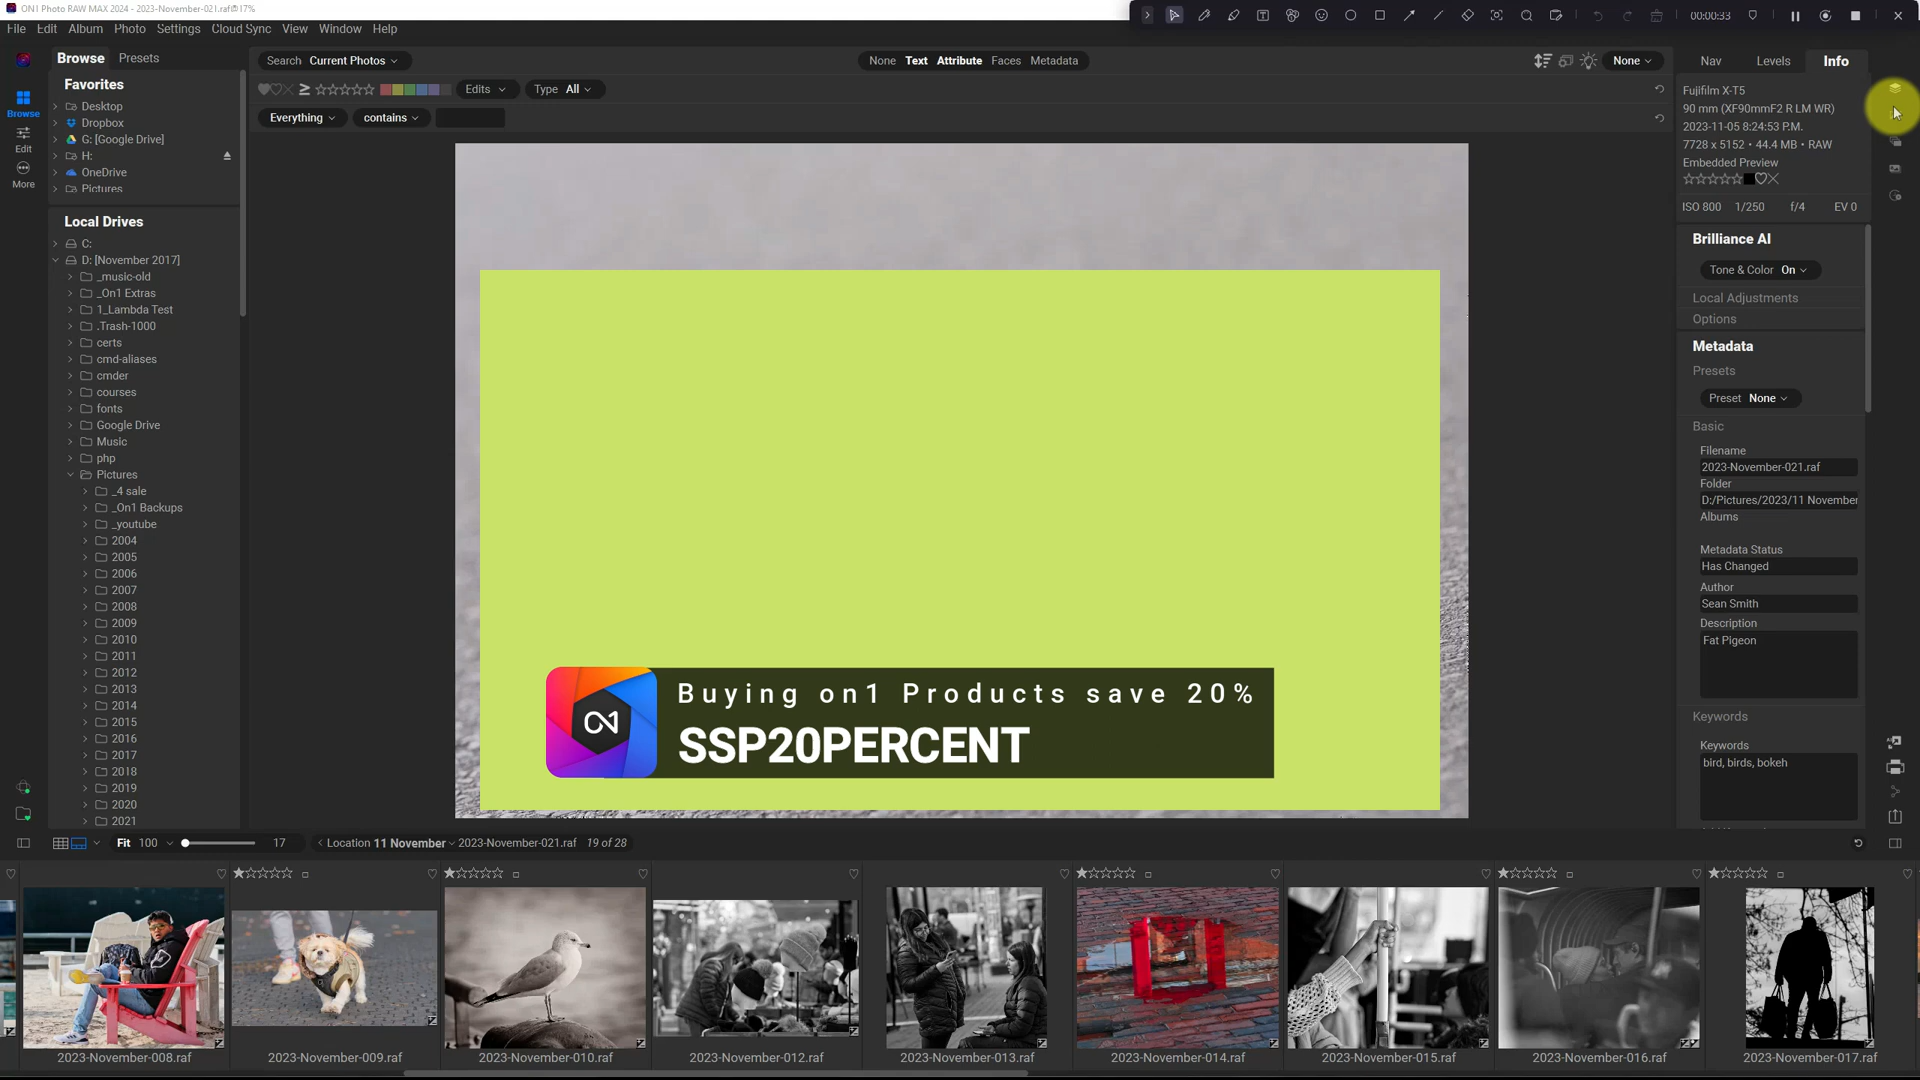 ON1 Photo RAW MAX 2024 - 2023-November-021.raf@17%
00:00:33
File Edit Album Photo Settings Cloud Sync View Window Help
Browse Presets
Search Current Photos
None Text Attribute Faces Metadata
None
Nav Levels Info
Edits
Type All
Everything
contains
Browse
Edit
More
Favorites
Desktop
Dropbox
G: [Google Drive]
H:
OneDrive
Pictures
Local Drives
C:
D: [November 2017]
_music-old
_On1 Extras
1_Lambda Test
.Trash-1000
certs
cmd-aliases
cmder
courses
fonts
Google Drive
Music
php
Pictures
_4 sale
_On1 Backups
_youtube
2004
2005
2006
2007
2008
2009
2010
2011
2012
2013
2014
2015
2016
2017
2018
2019
2020
2021
Buying on1 Products save 20%
SSP20PERCENT
Fujifilm X-T5
90 mm (XF90mmF2 R LM WR)
2023-11-05 8:24:53 P.M.
7728 x 5152 • 44.4 MB • RAW
Embedded Preview
ISO 800 1/250 f/4 EV 0
Brilliance AI
Tone & Color On
Local Adjustments
Options
Metadata
Presets
Preset None
Basic
Filename
2023-November-021.raf
Folder
D:/Pictures/2023/11 November
Albums
Metadata Status
Has Changed
Author
Sean Smith
Description
Fat Pigeon
Keywords
Keywords
bird, birds, bokeh
Fit 100 17 Location 11 November 2023-November-021.raf 19 of 28
2023-November-008.raf
2023-November-009.raf
2023-November-010.raf
2023-November-012.raf
2023-November-013.raf
2023-November-014.raf
2023-November-015.raf
2023-November-016.raf
2023-November-017.raf